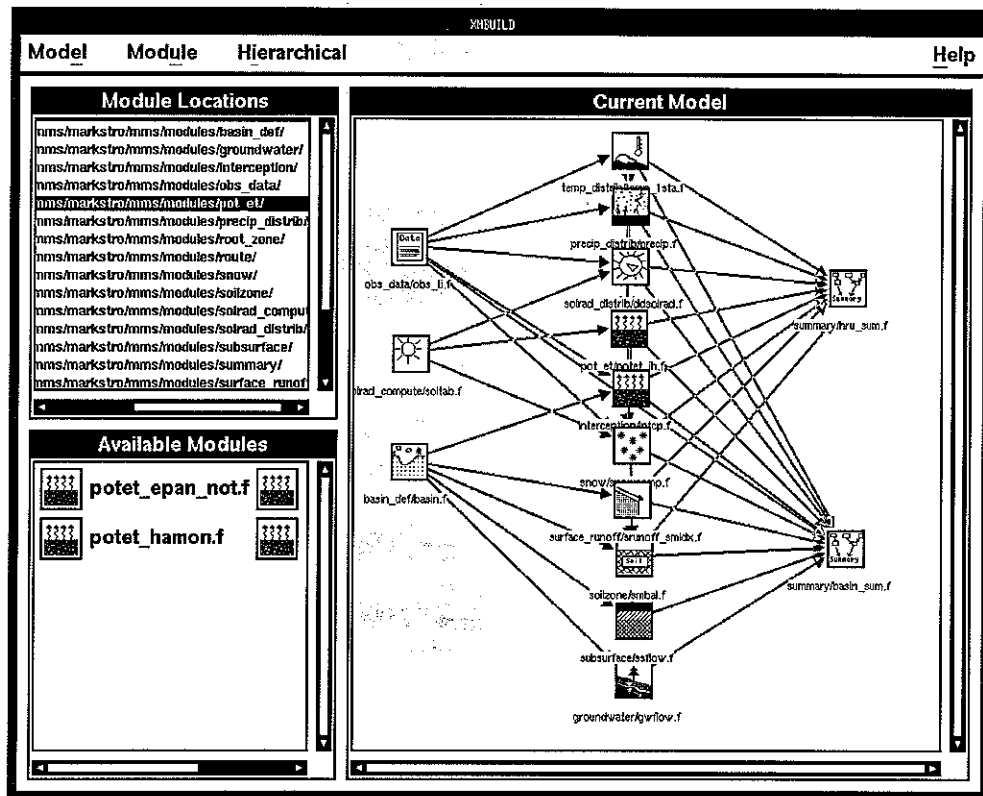 XMBUILD
Model Module Hierarchical Help
Module Locations
mms/markstro/mms/modules/basin_def/
mms/markstro/mms/modules/groundwater/
mms/markstro/mms/modules/interception/
mms/markstro/mms/modules/obs_data/
mms/markstro/mms/modules/pot_et/
mms/markstro/mms/modules/precip_distrib/
mms/markstro/mms/modules/root_zone/
mms/markstro/mms/modules/route/
mms/markstro/mms/modules/snow/
mms/markstro/mms/modules/soilzone/
mms/markstro/mms/modules/solrad_comput
mms/markstro/mms/modules/solrad_distrib/
mms/markstro/mms/modules/subsurface/
mms/markstro/mms/modules/summary/
mms/markstro/mms/modules/surface_runoff
Available Modules
potet_epan_not.f
potet_hamon.f
Current Model
Data
obs_data/obs_ti.f
olrad_compute/soltab.f
basin_def/basin.f
temp_distrib/temp_1sta.f
precip_distrib/precip.f
solrad_distrib/ddsolrad.f
pot_et/potet_jh.f
interception/intcp.f
surface_runoff/srunoff_smidx.f
Soil
soilzone/smbal.f
subsurface/ssflow.f
groundwater/gwflow.f
Summary
summary/hru_sum.f
Summary
summary/basin_sum.f